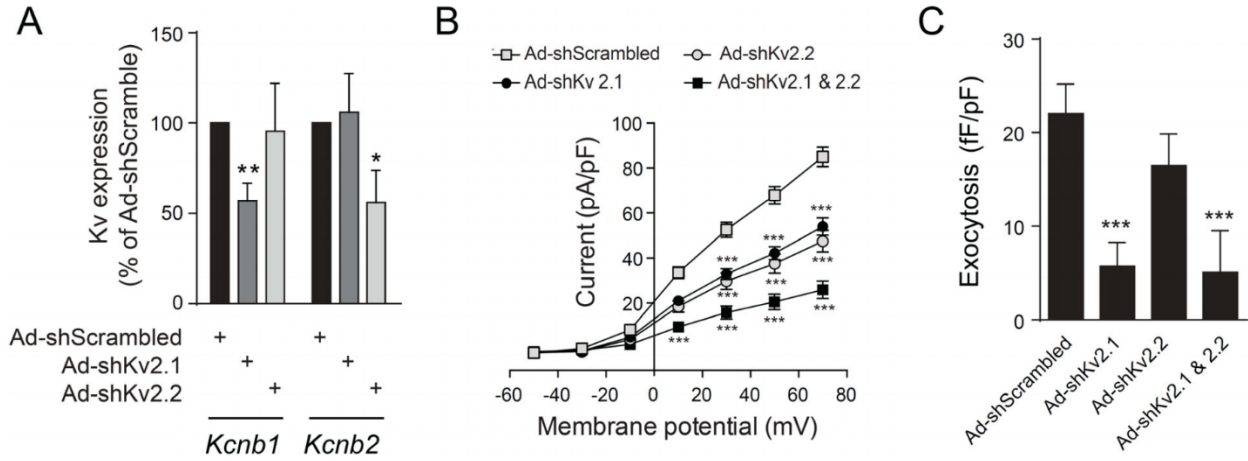 A
Kv expression
(% of Ad-shScramble)
150
100
50
0
**
*
Ad-shScrambled + +
Ad-shKv2.1 + +
Ad-shKv2.2 + +
Kcnb1 Kcnb2
B
Ad-shScrambled Ad-shKv2.2
Ad-shKv 2.1 Ad-shKv2.1 & 2.2
Current (pA/pF)
100
80
60
40
20
*** *** ***
*** *** ***
*** *** *** ***
-60 -40 -20 0 20 40 60 80
Membrane potential (mV)
C
Exocytosis (fF/pF)
30
20
10
0
*** ***
Ad-shScrambled
Ad-shKv2.1
Ad-shKv2.2
Ad-shKv2.1 & 2.2